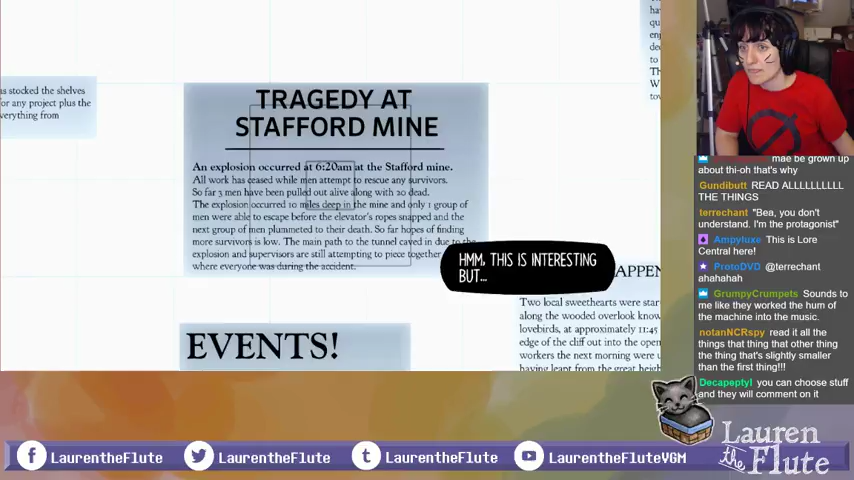 as stocked the shelves
for any project plus the
verything from
TRAGEDY AT
STAFFORD MINE
An explosion occurred at 6:20am at the Stafford mine.
All work has ceased while men attempt to rescue any survivors.
So far 3 men have been pulled out alive along with 20 dead.
The explosion occurred 10 miles deep in the mine and only 1 group of
men were able to escape before the elevator's ropes snapped and the
next group of men plummeted to their death. So far hopes of finding
more survivors is low. The main path to the tunnel caved in due to the
explosion and supervisors are still attempting to piece together
where everyone was during the accident.
HMM, THIS IS INTERESTING
BUT...
EVENTS!
APPEN
Two local sweethearts were star
along the wooded overlook know
lovebirds, at approximately 11:45
edge of the cliff out into the open
workers the next morning were u
having leapt from the great heigh
mae be grown up
about thi-oh that's why
Gundibutt READ ALLLLLLLLL
THE THINGS
terrechant "Bea, you don't
understand. I'm the protagonist"
Ampyluxe This is Lore
Central here!
ProtoDVD @terrechant
ahahahah
GrumpyCrumpets Sounds to
me like they worked the hum of
the machine into the music.
notanNCRspy read it all the
things that thing that other thing
the thing that's slightly smaller
than the first thing!!!
Decapeptyl you can choose stuff
and they will comment on it
LaurentheFlute
LaurentheFlute
LaurentheFlute
LaurentheFluteVGM
Lauren
the Flute